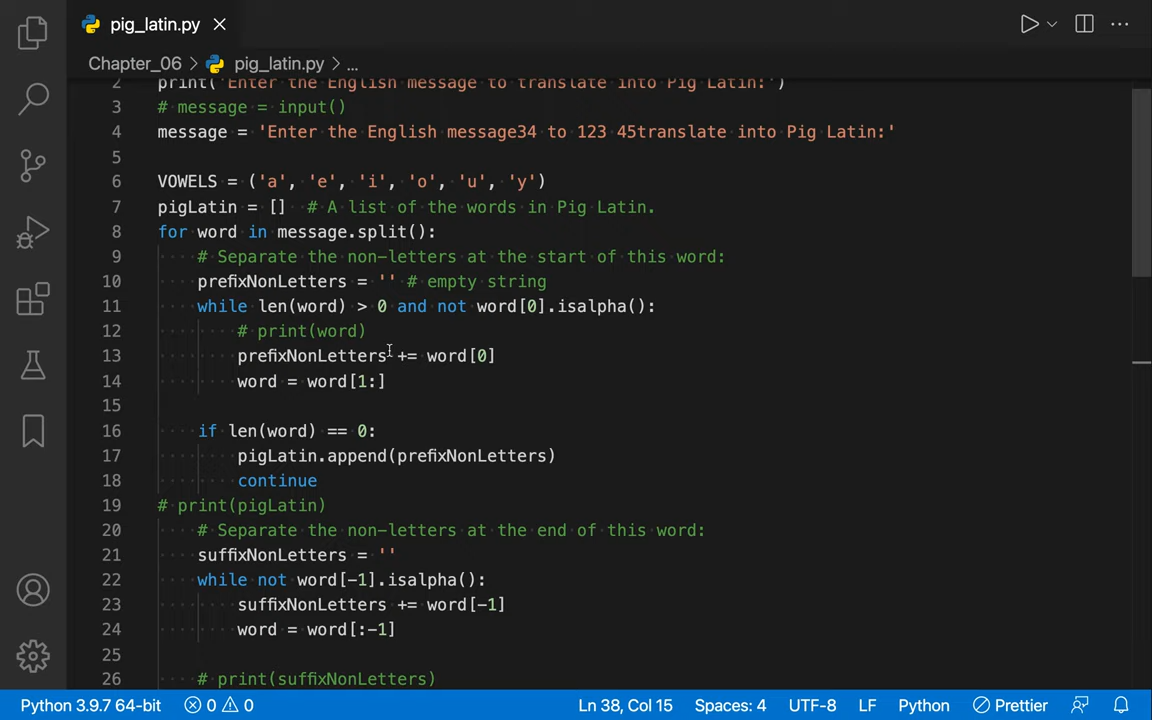 pig_latin.py
Chapter_06 > pig_latin.py > ...
2 print('Enter the English message to translate into Pig Latin:')
3 # message = input()
4 message = 'Enter the English message34 to 123 45translate into Pig Latin:'
5
6 VOWELS = ('a', 'e', 'i', 'o', 'u', 'y')
7 pigLatin = []  # A list of the words in Pig Latin.
8 for word in message.split():
9     # Separate the non-letters at the start of this word:
10     prefixNonLetters = '' # empty string
11     while len(word) > 0 and not word[0].isalpha():
12         # print(word)
13         prefixNonLetters += word[0]
14         word = word[1:]
15
16     if len(word) == 0:
17         pigLatin.append(prefixNonLetters)
18         continue
19 # print(pigLatin)
20     # Separate the non-letters at the end of this word:
21     suffixNonLetters = ''
22     while not word[-1].isalpha():
23         suffixNonLetters += word[-1]
24         word = word[:-1]
25
26     # print(suffixNonLetters)
Python 3.9.7 64-bit 0 0 Ln 38, Col 15 Spaces: 4 UTF-8 LF Python Prettier